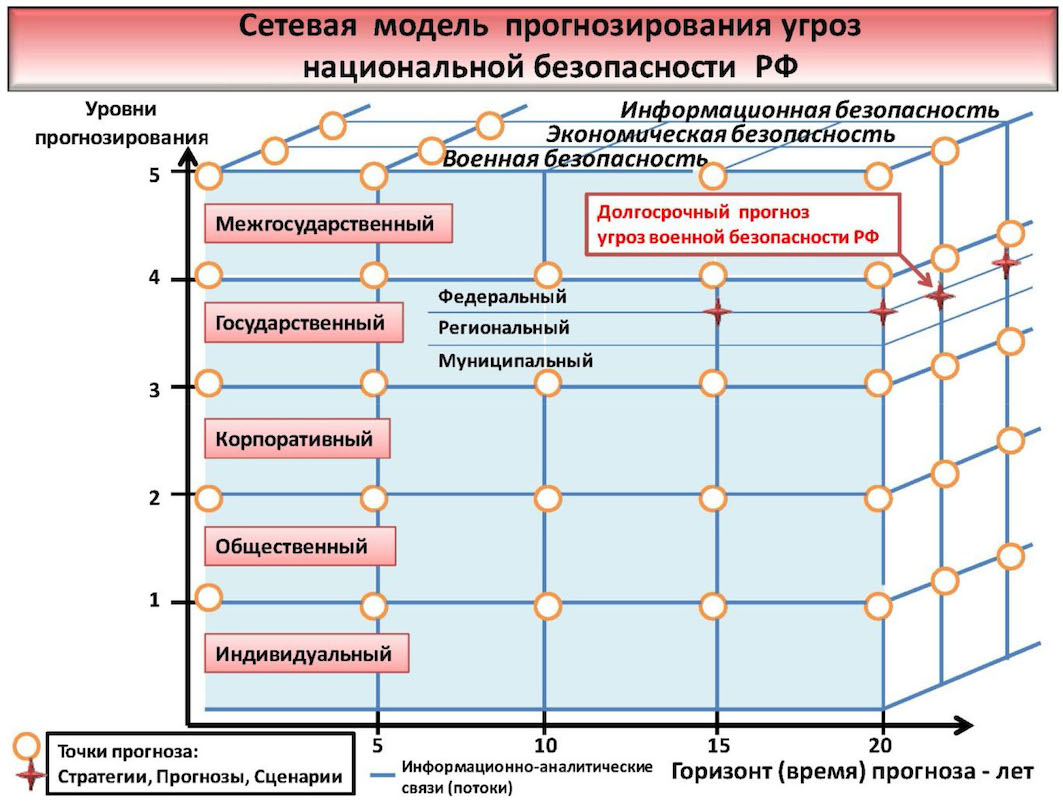 Сетевая модель прогнозирования угроз
национальной безопасности РФ
Уровни
прогнозирования
Информационная безопасность
Экономическая безопасность
Военная безопасность
5
Межгосударственный
Долгосрочный прогноз
угроз военной безопасности РФ
4
Федеральный
Государственный
Региональный
Муниципальный
3
Корпоративный
2
Общественный
1
Индивидуальный
5 10 15 20
Точки прогноза:
Стратегии, Прогнозы, Сценарии
Информационно-аналитические
связи (потоки)
Горизонт (время) прогноза - лет